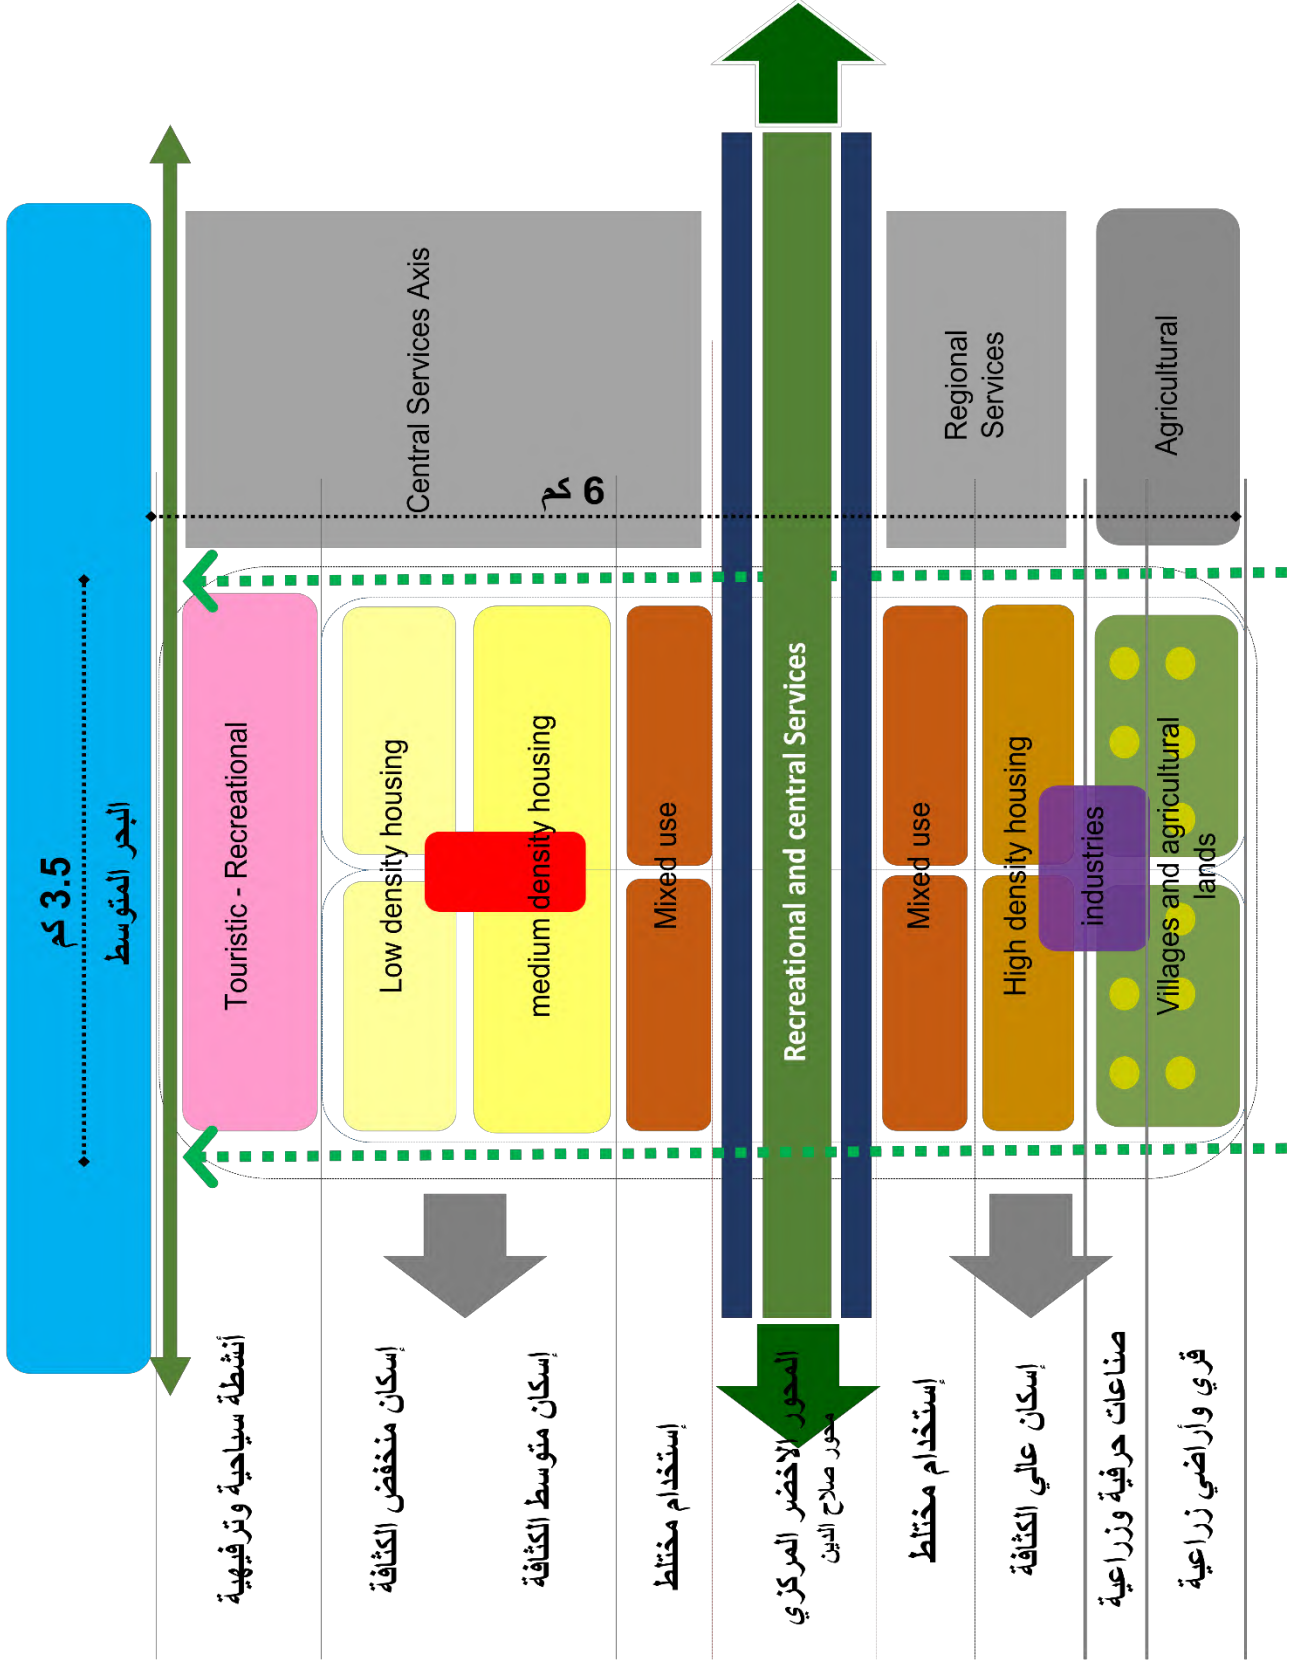 3.5 كم
البحر المتوسط
6 كم
Central Services Axis
Regional
Services
Agricultural
Touristic - Recreational
Low density housing
medium density housing
Mixed use
Recreational and central Services
Mixed use
High density housing
industries
Villages and agricultural
lands
أنشطة سياحية وترفيهية
إسكان منخفض الكثافة
إسكان متوسط الكثافة
إستخدام مختلط
المحور الاخضر المركزي
محور صلاح الدين
إستخدام مختلط
إسكان عالي الكثافة
صناعات حرفية وزراعية
قري وأراضي زراعية